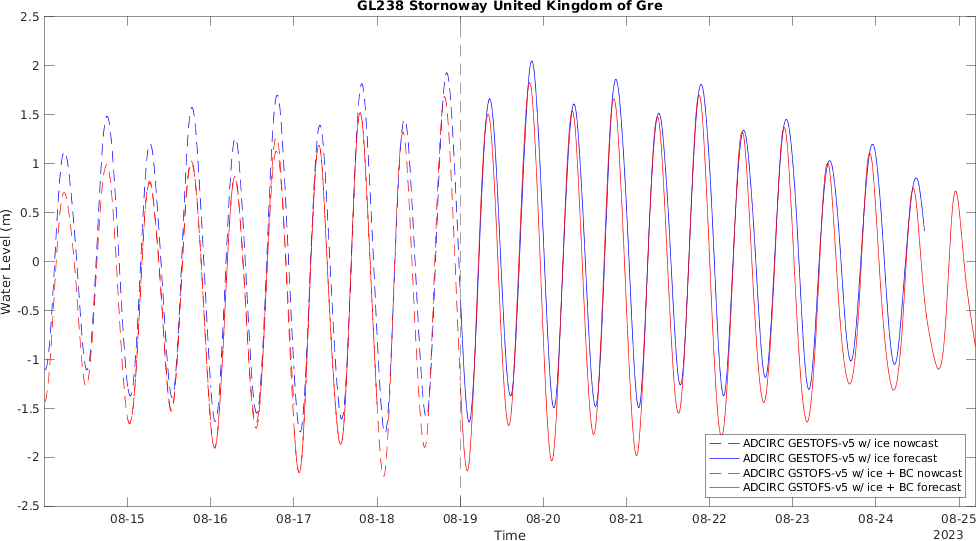 GL238 Stornoway United Kingdom of Gre
2.5
2
1.5
1
0.5
0
-0.5
-1
-1.5
-2
-2.5
Water Level (m)
08-15 08-16 08-17 08-18 08-19 08-20 08-21 08-22 08-23 08-24 08-25
Time
2023
ADCIRC GESTOFS-v5 w/ ice nowcast
ADCIRC GESTOFS-v5 w/ ice forecast
ADCIRC GSTOFS-v5 w/ ice + BC nowcast
ADCIRC GSTOFS-v5 w/ ice + BC forecast